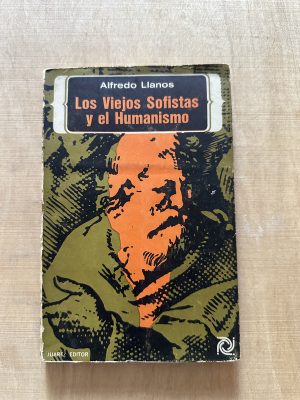 Alfredo Llanos
Los Viejos Sofistas
y el Humanismo
JUAREZ EDITOR